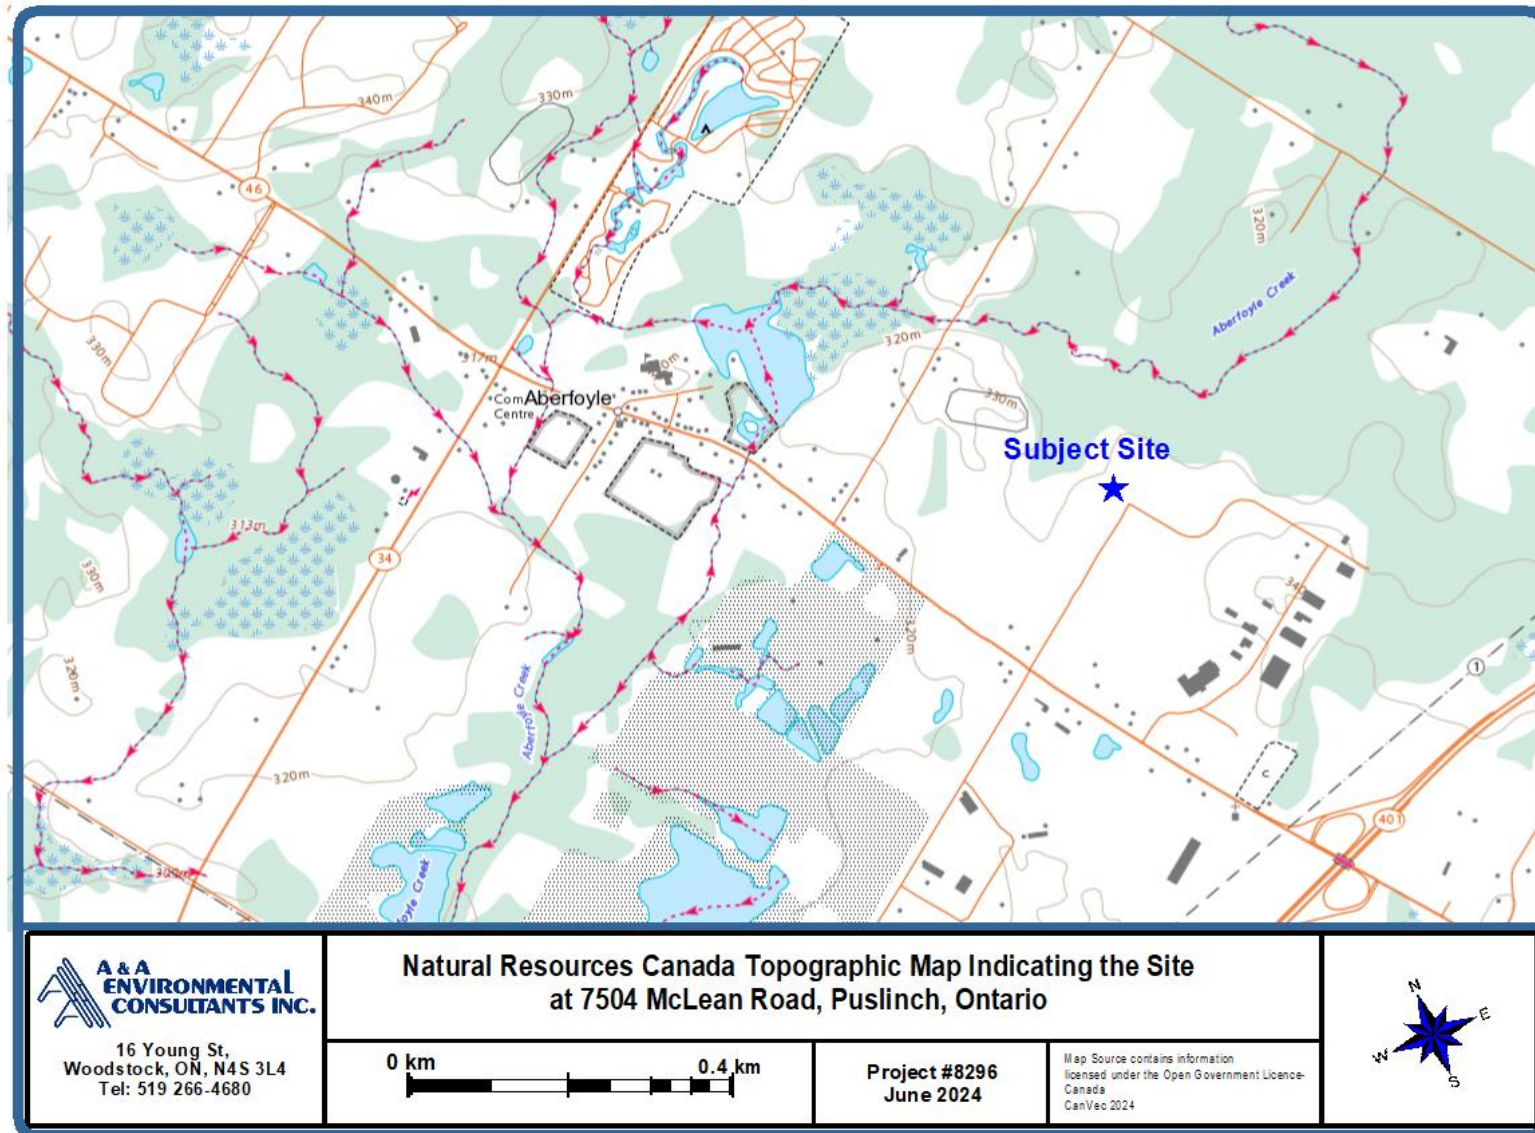 340m
330m
46
320m
Aberfoyle Creek
330m
317m
320m
320m
Com
Centre
Aberfoyle
330m
Subject Site
313m
34
330m
340
320m
320m
1
Aberfoyle Creek
320m
C
401
Creek
A & A
ENVIRONMENTAL
CONSULTANTS INC.
16 Young St,
Woodstock, ON, N4S 3L4
Tel: 519 266-4680
Natural Resources Canada Topographic Map Indicating the Site
at 7504 McLean Road, Puslinch, Ontario
0 km
0.4 km
Project #8296
June 2024
Map Source contains information
licensed under the Open Government Licence-
Canada
CanVec 2024
N
E
W
S